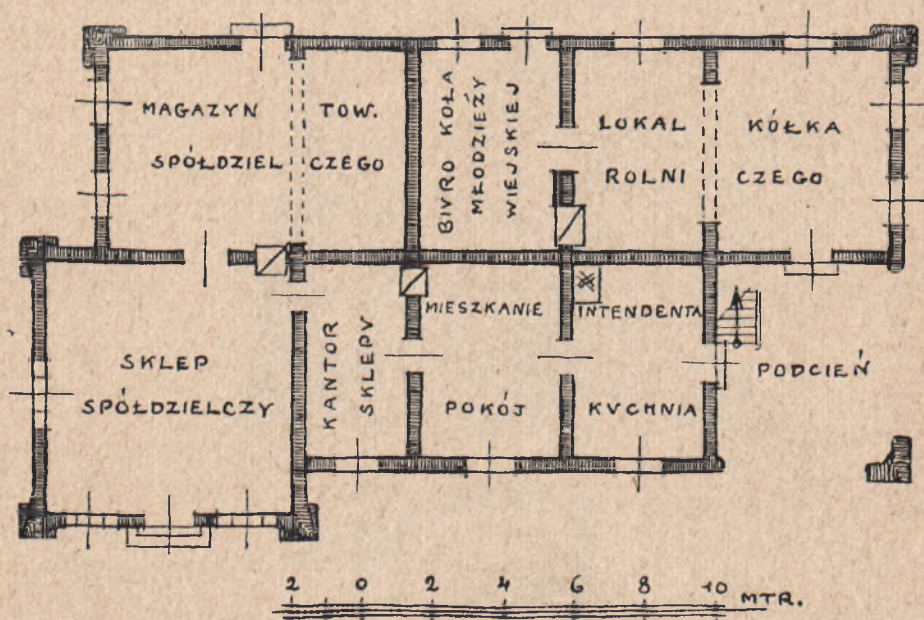 MAGAZYN TOW.
SPÓŁDZIEL CZEGO
BIVRO KOŁA
MŁODZIEŻY
WIEJSKIEJ
LOKAL KÓŁKA
ROLNI CZEGO
SKLEP
SPÓŁDZIELCZY
KANTOR
SKLEPV
MIESZKANIE INTENDENTA
POKÓJ
KVCHNIA
PODCIEŃ
2 0 2 4 6 8 10 MTR.